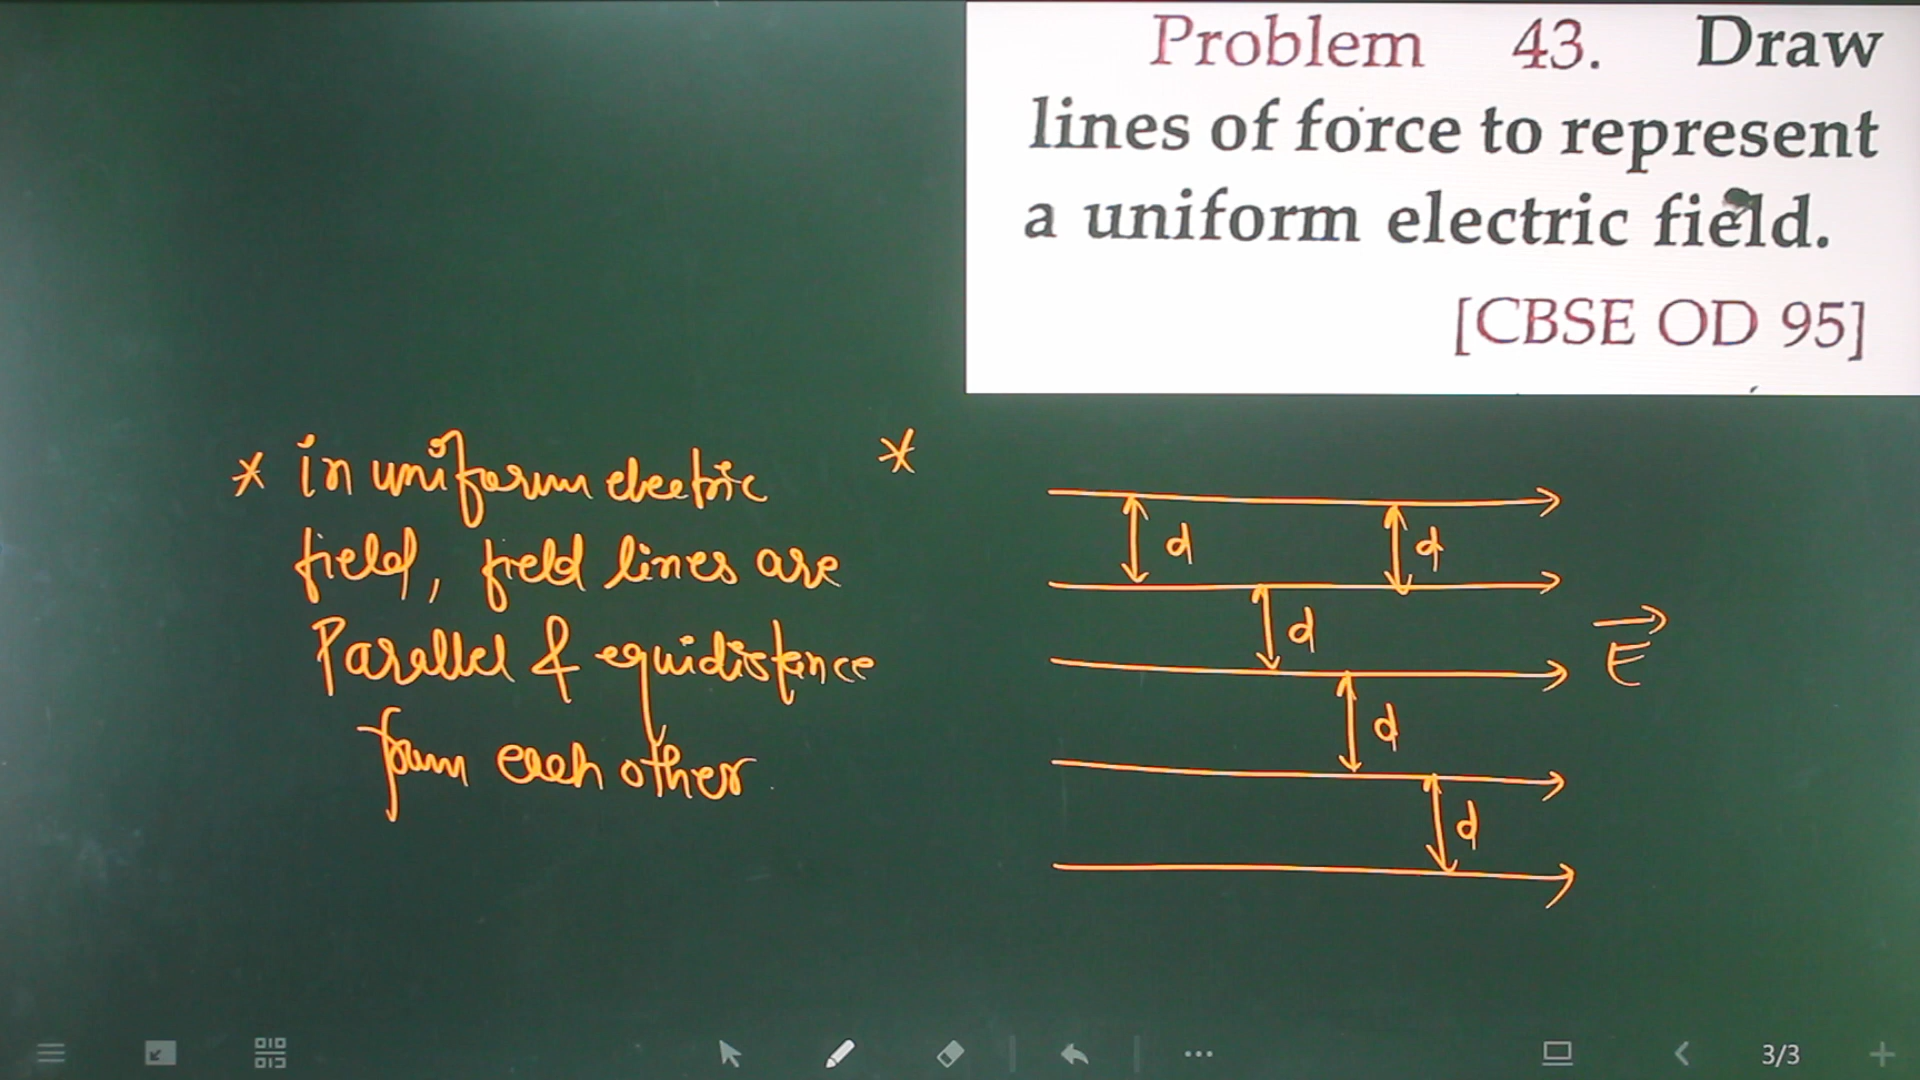 Problem 43. Draw
lines of force to represent
a uniform electric field.
[CBSE OD 95]
* in uniform electric
field, field lines are
Parallel & equidistance
from each other
*
d
d
d
E
d
d
3/3